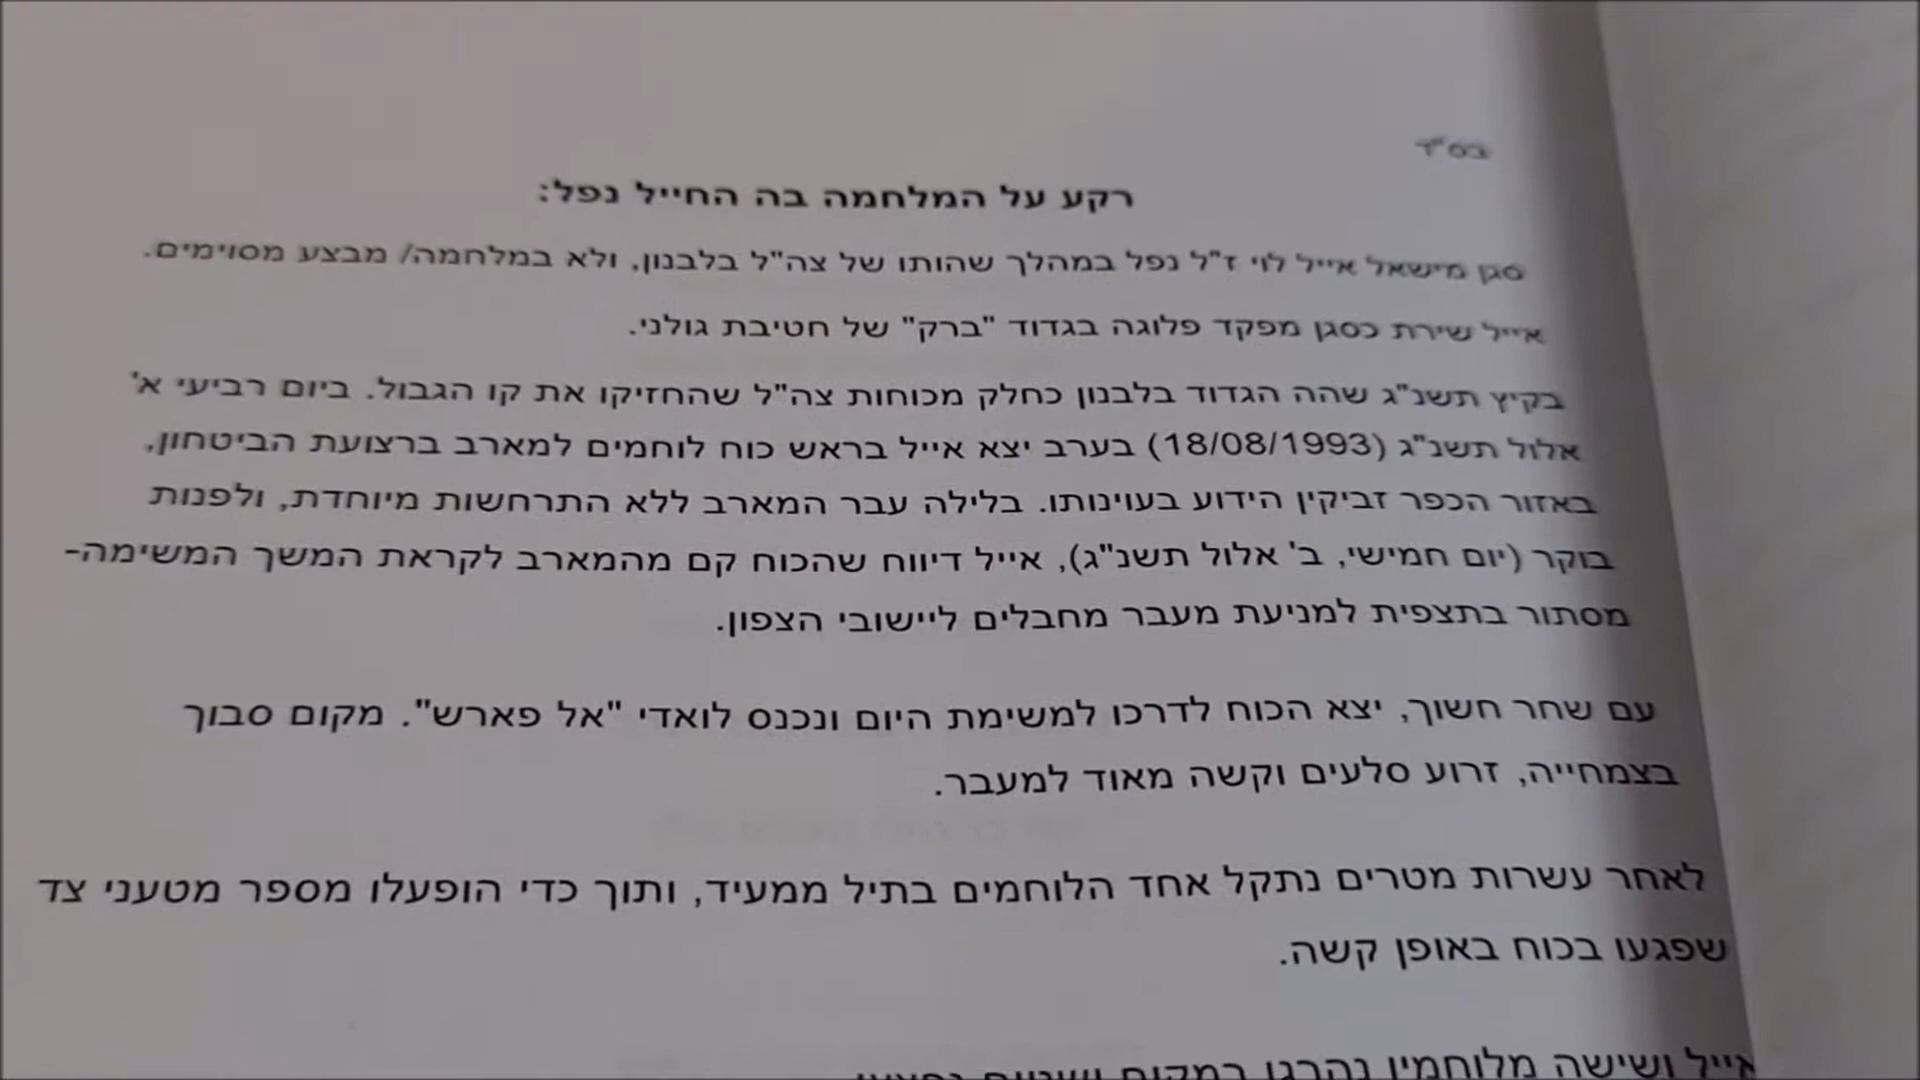 בס"ד
רקע על המלחמה בה החייל נפל:
סגן מישאל אייל לוי ז"ל נפל במהלך שהותו של צה"ל בלבנון, ולא במלחמה/ מבצע מסוימים.
אייל שירת כסגן מפקד פלוגה בגדוד "ברק" של חטיבת גולני.
בקיץ תשנ"ג שהה הגדוד בלבנון כחלק מכוחות צה"ל שהחזיקו את קו הגבול. ביום רביעי א'
אלול תשנ"ג (18/08/1993) בערב יצא אייל בראש כוח לוחמים למארב ברצועת הביטחון,
באזור הכפר זביקין הידוע בעוינותו. בלילה עבר המארב ללא התרחשות מיוחדת, ולפנות
בוקר (יום חמישי, ב' אלול תשנ"ג), אייל דיווח שהכוח קם מהמארב לקראת המשך המשימה-
מסתור בתצפית למניעת מעבר מחבלים ליישובי הצפון.
עם שחר חשוך, יצא הכוח לדרכו למשימת היום ונכנס לואדי "אל פארש". מקום סבוך
בצמחייה, זרוע סלעים וקשה מאוד למעבר.
לאחר עשרות מטרים נתקל אחד הלוחמים בתיל ממעיד, ותוך כדי הופעלו מספר מטעני צד
שפגעו בכוח באופן קשה.
אייל ושישה מלוחמיו נהרגו במקום